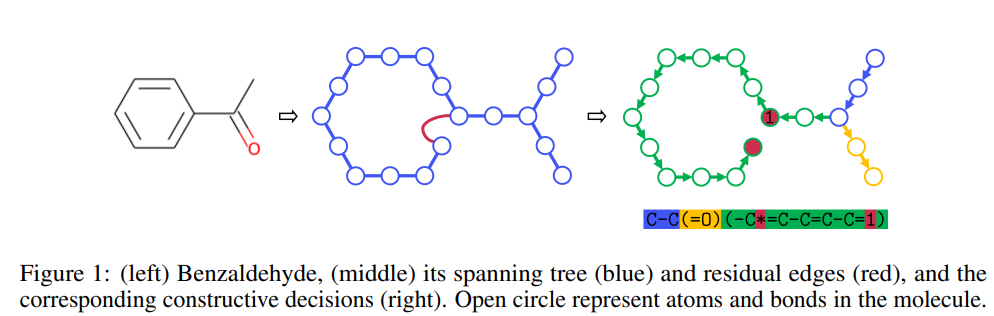 O
1
C-C(=O)(-C*=C-C=C-C=1)
Figure 1: (left) Benzaldehyde, (middle) its spanning tree (blue) and residual edges (red), and the
corresponding constructive decisions (right). Open circle represent atoms and bonds in the molecule.